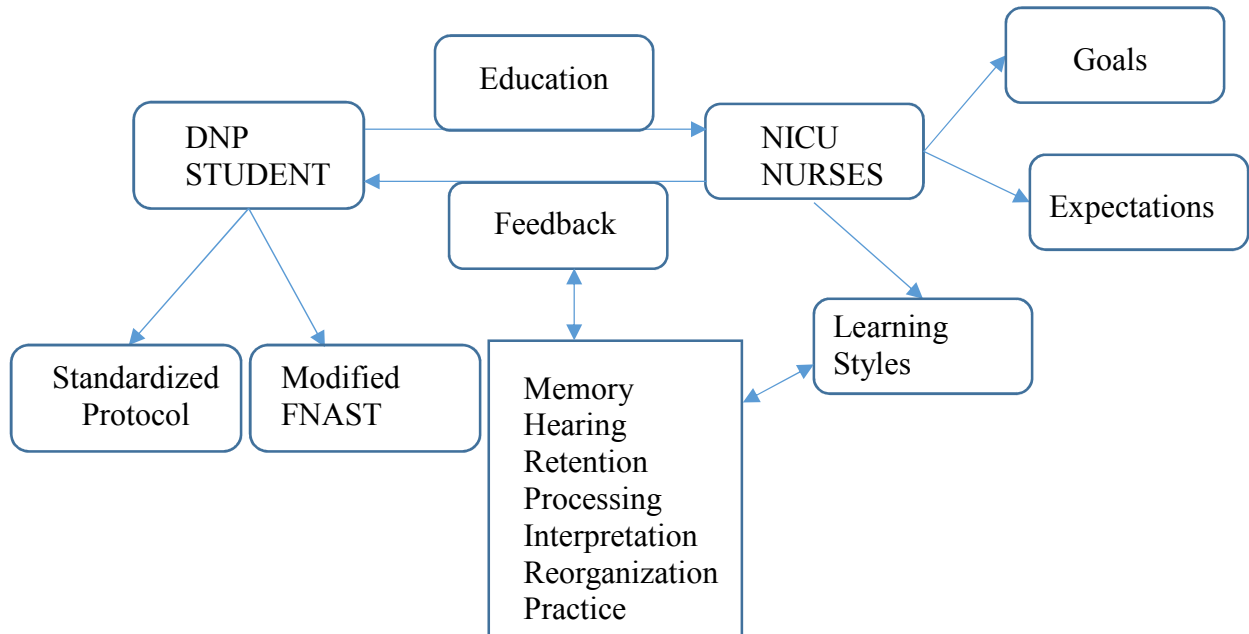 Education
Goals
DNP
STUDENT
NICU
NURSES
Feedback
Expectations
Standardized
Protocol
Modified
FNAST
Learning
Styles
Memory
Hearing
Retention
Processing
Interpretation
Reorganization
Practice